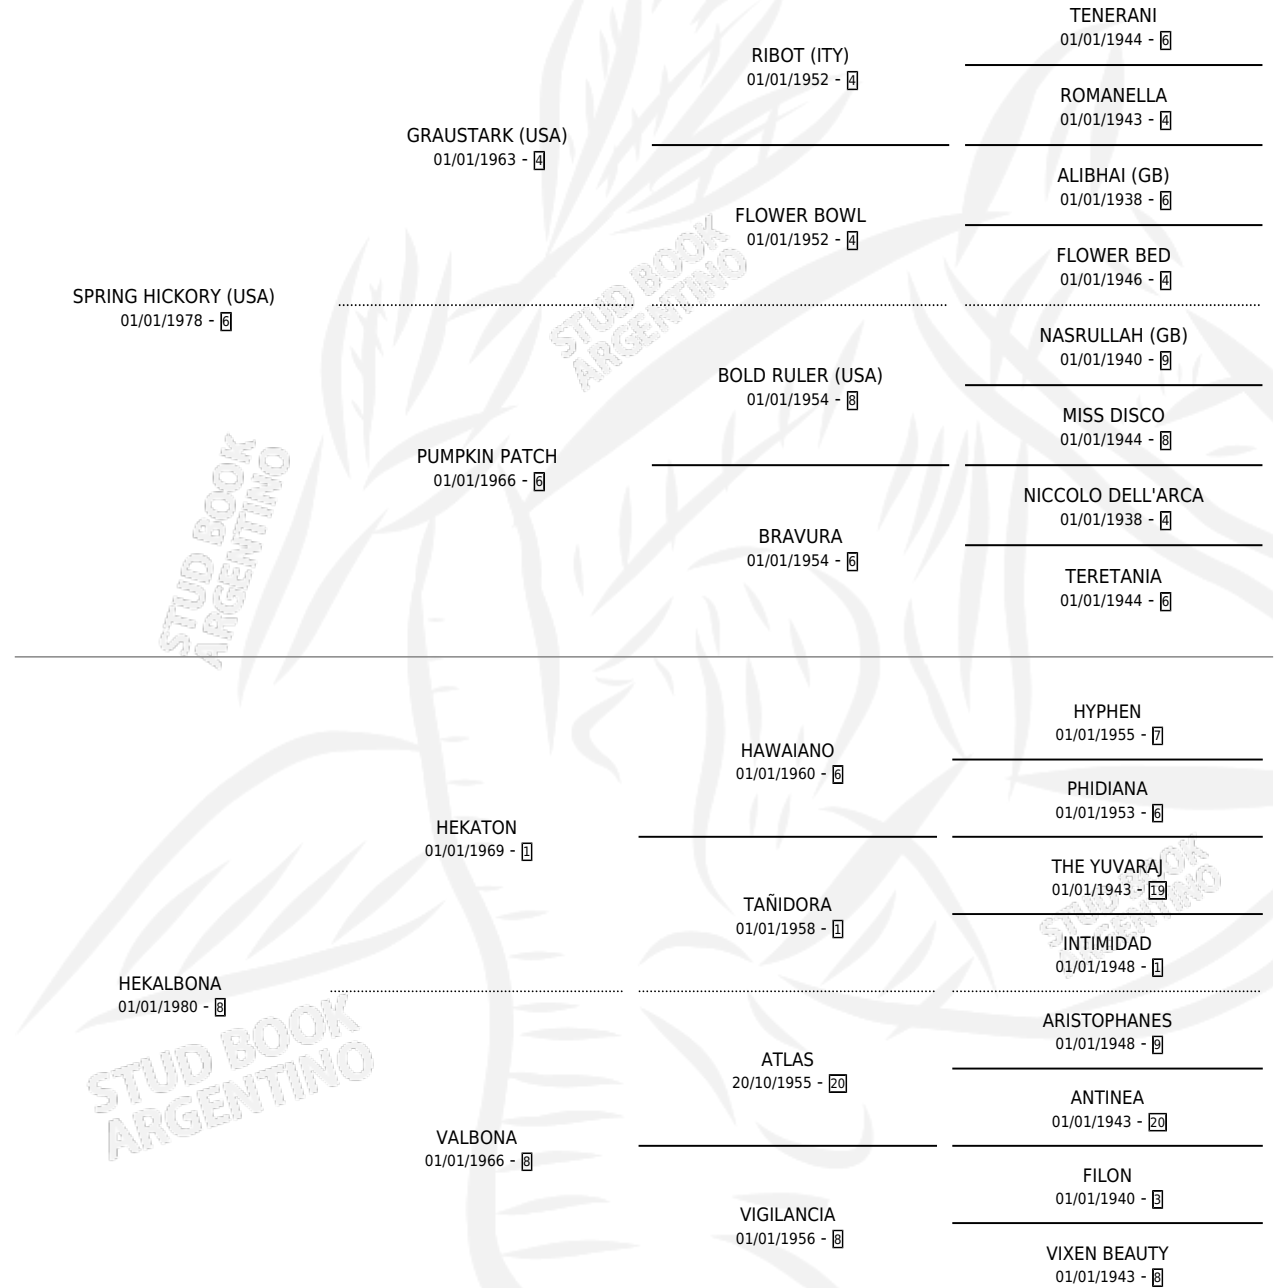 TENERANI
01/01/1944 - 6
RIBOT (ITY)
01/01/1952 - 4
ROMANELLA
01/01/1943 - 4
GRAUSTARK (USA)
01/01/1963 - 4
ALIBHAI (GB)
01/01/1938 - 6
FLOWER BOWL
01/01/1952 - 4
FLOWER BED
01/01/1946 - 4
SPRING HICKORY (USA)
01/01/1978 - 6
STUD BOOK
ARGENTINO
NASRULLAH (GB)
01/01/1940 - 9
BOLD RULER (USA)
01/01/1954 - 8
MISS DISCO
01/01/1944 - 8
PUMPKIN PATCH
01/01/1966 - 6
NICCOLO DELL'ARCA
01/01/1938 - 4
BRAVURA
01/01/1954 - 6
TERETANIA
01/01/1944 - 6
STUD BOOK
ARGENTINO
HYPHEN
01/01/1955 - 7
HAWAIANO
01/01/1960 - 6
PHIDIANA
01/01/1953 - 6
HEKATON
01/01/1969 - 1
THE YUVARAJ
01/01/1943 - 19
TAÑIDORA
01/01/1958 - 1
INTIMIDAD
01/01/1948 - 1
STUD BOOK
ARGENTINO
HEKALBONA
01/01/1980 - 8
ARISTOPHANES
01/01/1948 - 9
ATLAS
20/10/1955 - 20
ANTINEA
01/01/1943 - 20
STUD BOOK
ARGENTINO
VALBONA
01/01/1966 - 8
FILON
01/01/1940 - 3
VIGILANCIA
01/01/1956 - 8
VIXEN BEAUTY
01/01/1943 - 8